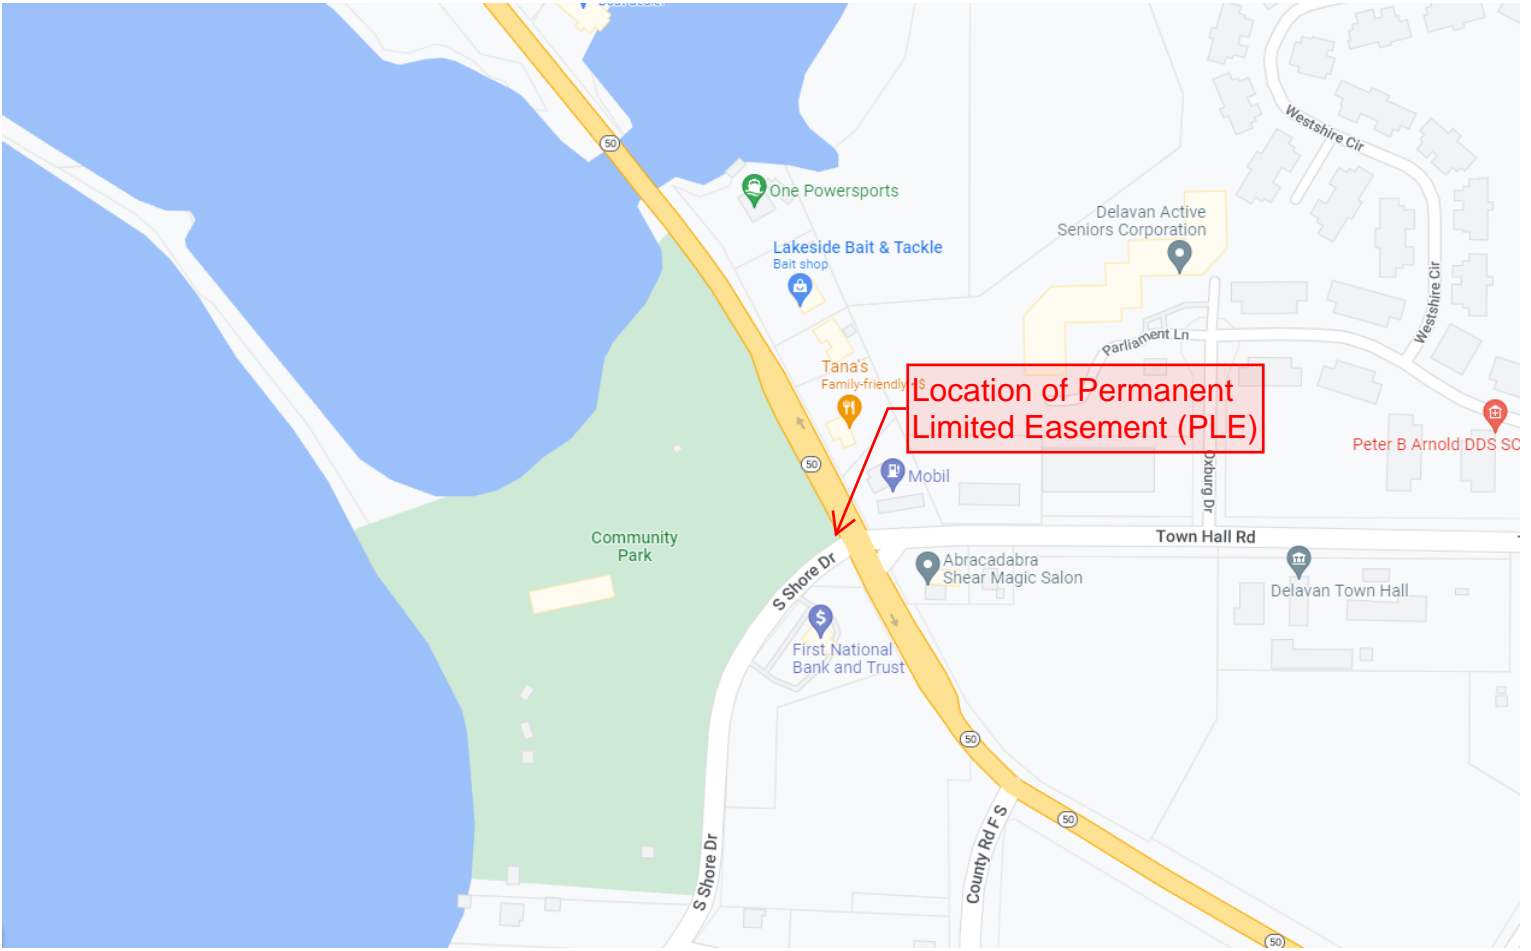 50
Westshire Cir
One Powersports
Delavan Active
Seniors Corporation
Lakeside Bait & Tackle
Bait shop
Westshire Cir
Parliament Ln
Tana's
Family-friendly • $
Location of Permanent
Limited Easement (PLE)
Peter B Arnold DDS SC
50
Mobil
Oxburg Dr
Community
Park
Town Hall Rd
S Shore Dr
Abracadabra
Shear Magic Salon
Delavan Town Hall
$
First National
Bank and Trust
50
50
County Rd F S
S Shore Dr
50